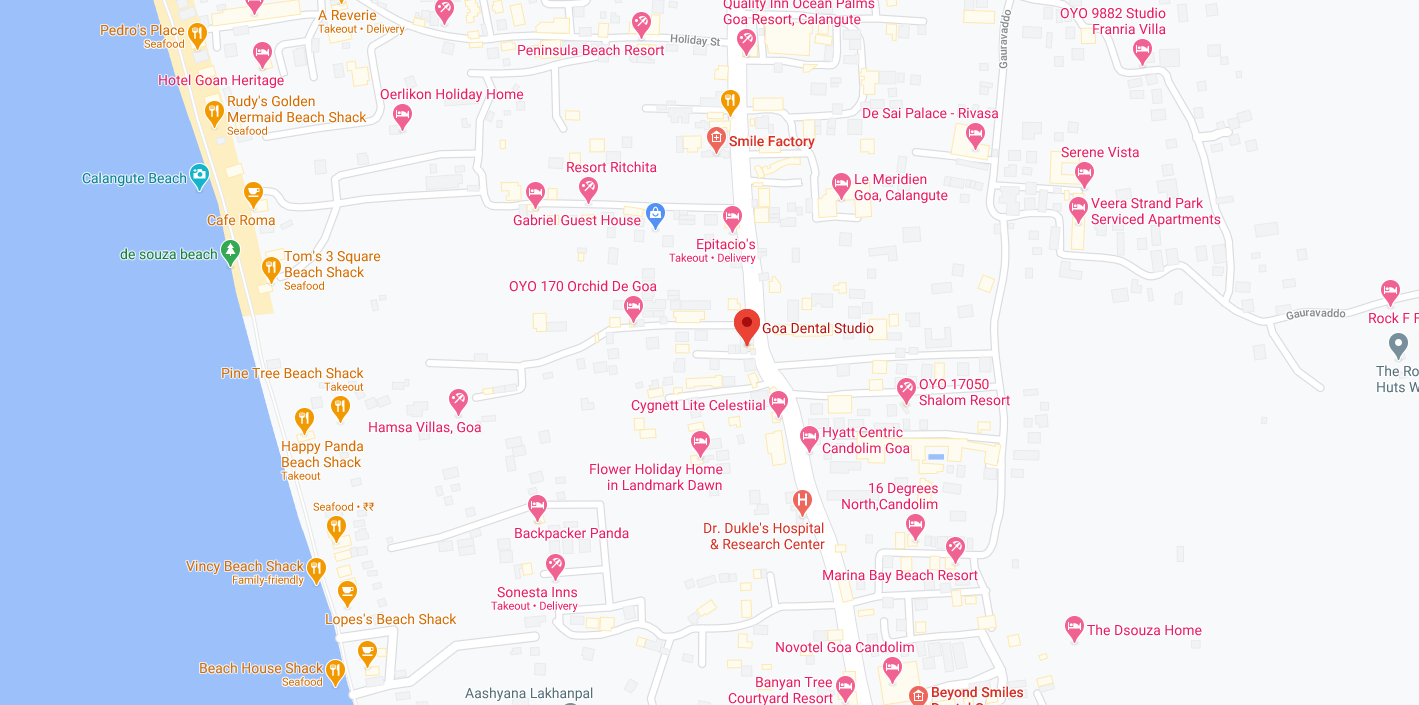 Quality Inn Ocean Palms
Goa Resort, Calangute
A Reverie
Takeout • Delivery
Pedro's Place
Seafood
OYO 9882 Studio
Franria Villa
Holiday St
Gauravaddo
Peninsula Beach Resort
Hotel Goan Heritage
Oerlikon Holiday Home
Rudy's Golden
Mermaid Beach Shack
Seafood
De Sai Palace - Rivasa
Smile Factory
Serene Vista
Resort Ritchita
Calangute Beach
Le Meridien
Goa, Calangute
Veera Strand Park
Serviced Apartments
Cafe Roma
Gabriel Guest House
Epitacio's
Takeout • Delivery
de souza beach
Tom's 3 Square
Beach Shack
Seafood
OYO 170 Orchid De Goa
Gauravaddo
Rock F F
Goa Dental Studio
Pine Tree Beach Shack
Takeout
The Ro
Huts W
OYO 17050
Shalom Resort
Cygnett Lite Celestiial
Hamsa Villas, Goa
Hyatt Centric
Candolim Goa
Happy Panda
Beach Shack
Takeout
Flower Holiday Home
in Landmark Dawn
16 Degrees
North,Candolim
Seafood • ₹₹
Backpacker Panda
Dr. Dukle's Hospital
& Research Center
Vincy Beach Shack
Family-friendly
Marina Bay Beach Resort
Sonesta Inns
Takeout • Delivery
Lopes's Beach Shack
The Dsouza Home
Novotel Goa Candolim
Beach House Shack
Seafood
Banyan Tree
Courtyard Resort
Aashyana Lakhanpal
Beyond Smiles